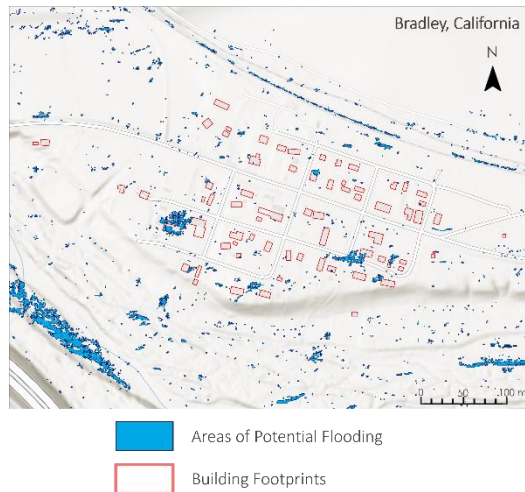 Bradley, California
N
0 50 100 m
Areas of Potential Flooding
Building Footprints